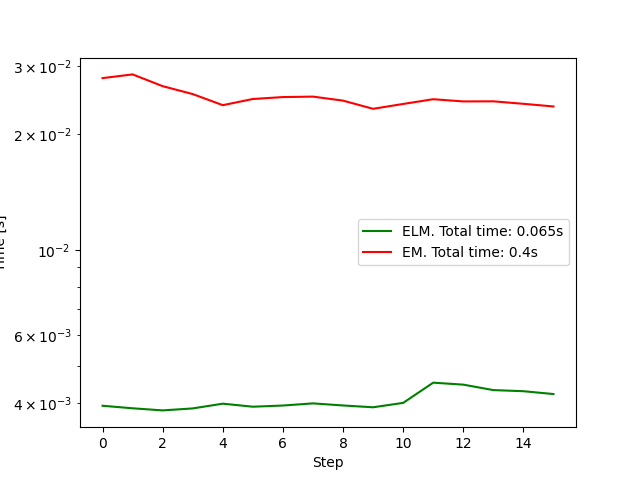 3 × 10⁻²
2 × 10⁻²
10⁻²
6 × 10⁻³
4 × 10⁻³
[s]
ELM. Total time: 0.065s
EM. Total time: 0.4s
0 2 4 6 8 10 12 14
Step